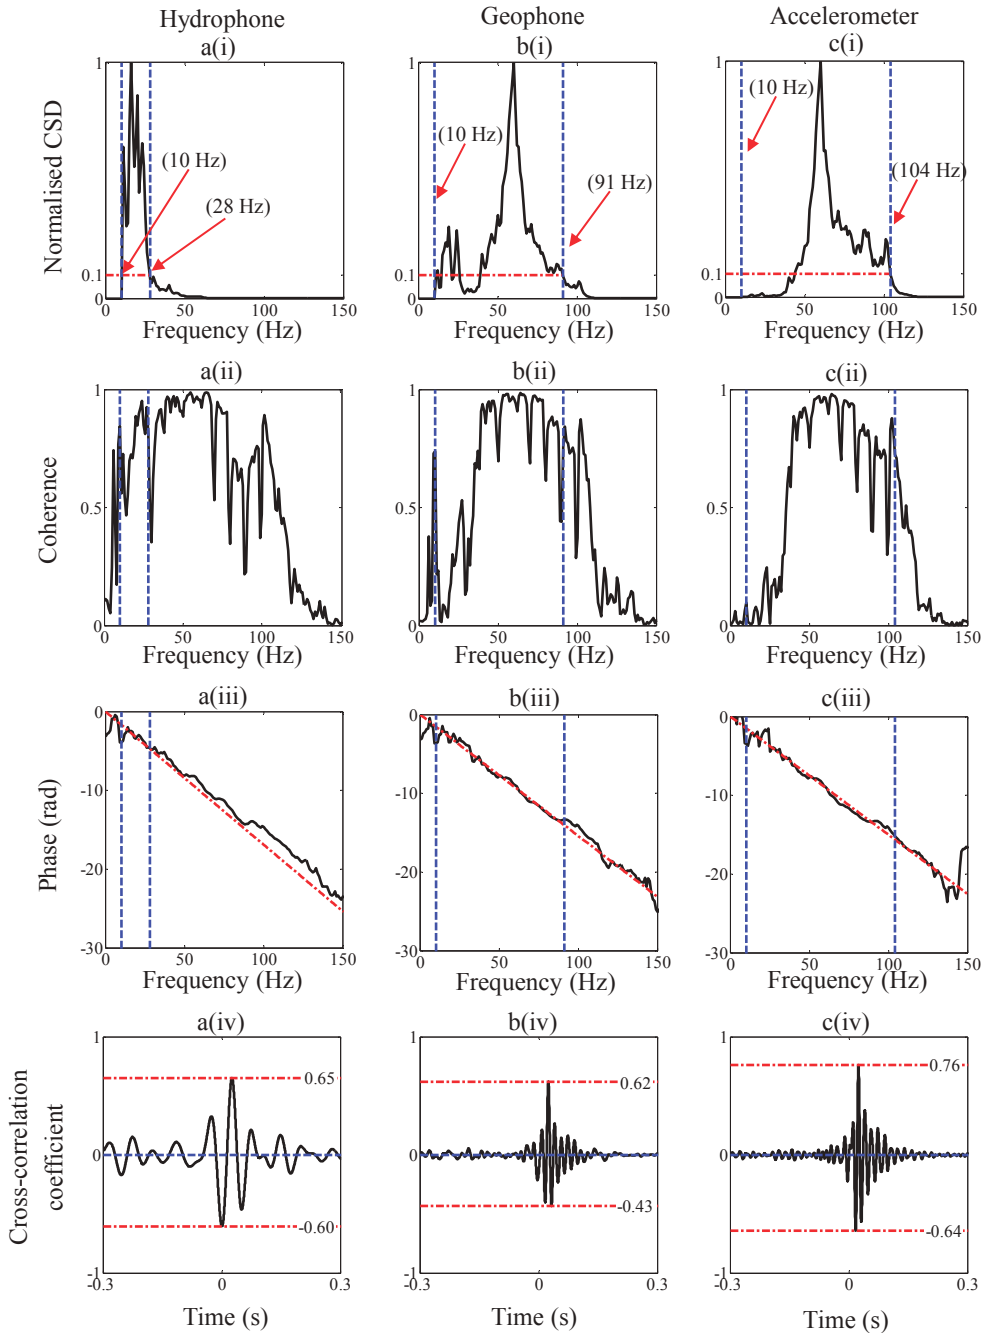 Hydrophone Geophone Accelerometer
a(i) b(i) c(i)
Normalised CSD
1 1 1
(10 Hz) (28 Hz) (10 Hz) (91 Hz) (10 Hz) (104 Hz)
0.1 0.1 0.1
0 0 0
0 50 100 150 0 50 100 150 0 50 100 150
Frequency (Hz) Frequency (Hz) Frequency (Hz)
a(ii) b(ii) c(ii)
Coherence
1 1 1
0.5 0.5 0.5
0 0 0
0 50 100 150 0 50 100 150 0 50 100 150
Frequency (Hz) Frequency (Hz) Frequency (Hz)
a(iii) b(iii) c(iii)
Phase (rad)
0 0 0
-10 -10 -10
-20 -20 -20
-30 -30 -30
0 50 100 150 0 50 100 150 0 50 100 150
Frequency (Hz) Frequency (Hz) Frequency (Hz)
a(iv) b(iv) c(iv)
Cross-correlation
coefficient
1 1 1
0.65 0.62 0.76
0 0 0
-0.60 -0.43 -0.64
-1 -1 -1
-0.3 0 0.3 -0.3 0 0.3 -0.3 0 0.3
Time (s) Time (s) Time (s)